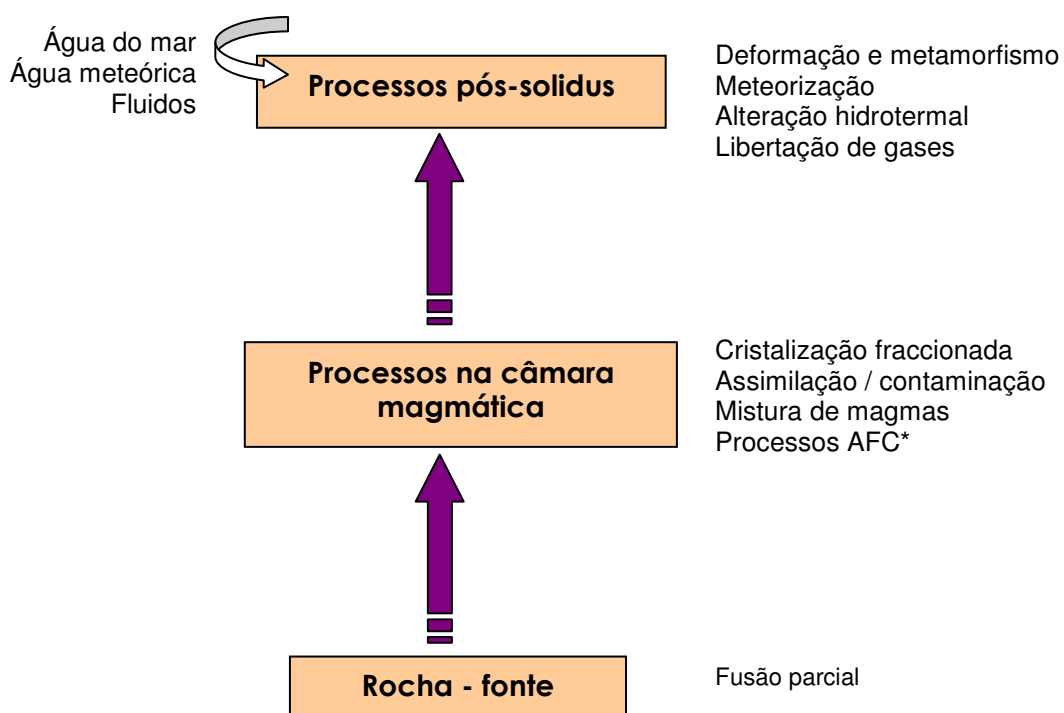 Água do mar
Água meteórica
Fluidos
Processos pós-solidus
Deformação e metamorfismo
Meteorização
Alteração hidrotermal
Libertação de gases
Processos na câmara
magmática
Cristalização fraccionada
Assimilação / contaminação
Mistura de magmas
Processos AFC*
Rocha - fonte
Fusão parcial